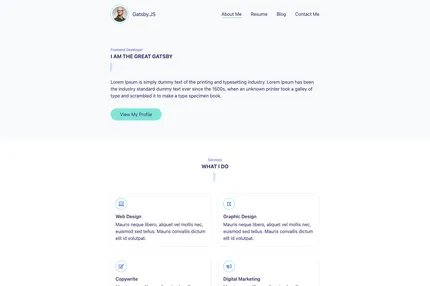 Gatsby.JS
About Me Resume Blog Contact Me
Frontend Developer
I AM THE GREAT GATSBY
Lorem Ipsum is simply dummy text of the printing and typesetting industry. Lorem Ipsum has been
the industry standard dummy text ever since the 1500s, when an unknown printer took a galley of
type and scrambled it to make a type specimen book.
View My Profile
Services
WHAT I DO
Web Design
Mauris neque libero, aliquet vel mollis nec,
euismod sed tellus. Mauris convallis dictum
elit id volutpat.
Graphic Design
Mauris neque libero, aliquet vel mollis nec,
euismod sed tellus. Mauris convallis dictum
elit id volutpat.
Copywrite
Digital Marketing